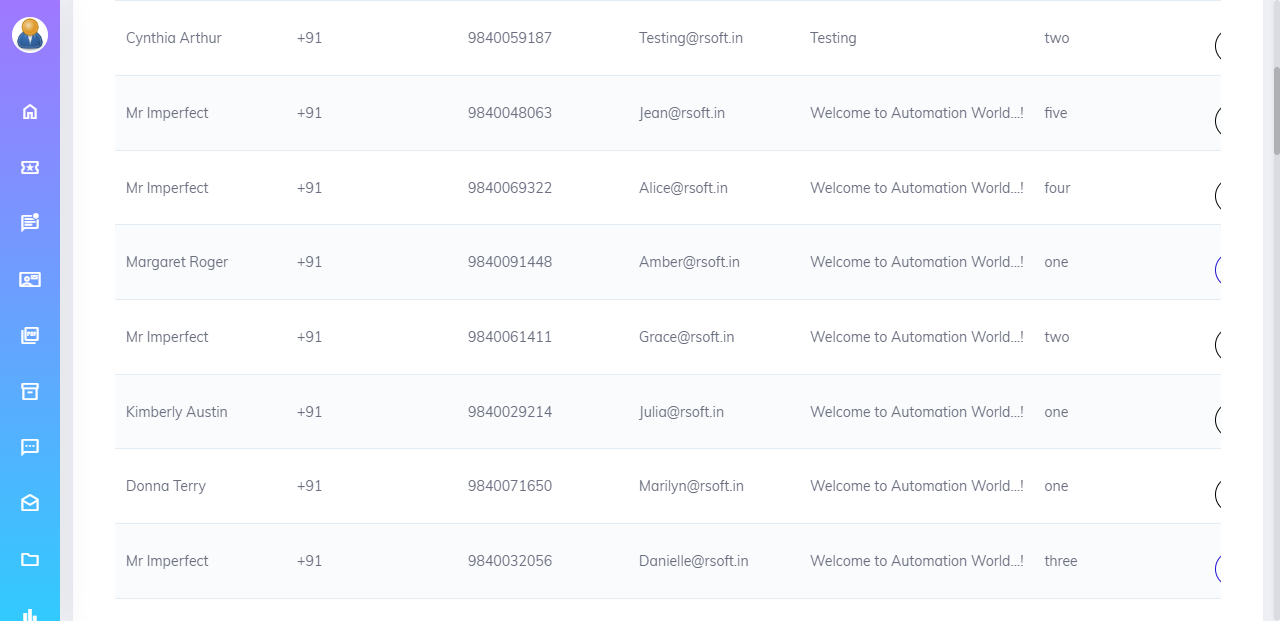 Cynthia Arthur +91 9840059187 Testing@rsoft.in Testing two
Mr Imperfect +91 9840048063 Jean@rsoft.in Welcome to Automation World...! five
Mr Imperfect +91 9840069322 Alice@rsoft.in Welcome to Automation World...! four
Margaret Roger +91 9840091448 Amber@rsoft.in Welcome to Automation World...! one
Mr Imperfect +91 9840061411 Grace@rsoft.in Welcome to Automation World...! two
Kimberly Austin +91 9840029214 Julia@rsoft.in Welcome to Automation World...! one
Donna Terry +91 9840071650 Marilyn@rsoft.in Welcome to Automation World...! one
Mr Imperfect +91 9840032056 Danielle@rsoft.in Welcome to Automation World...! three